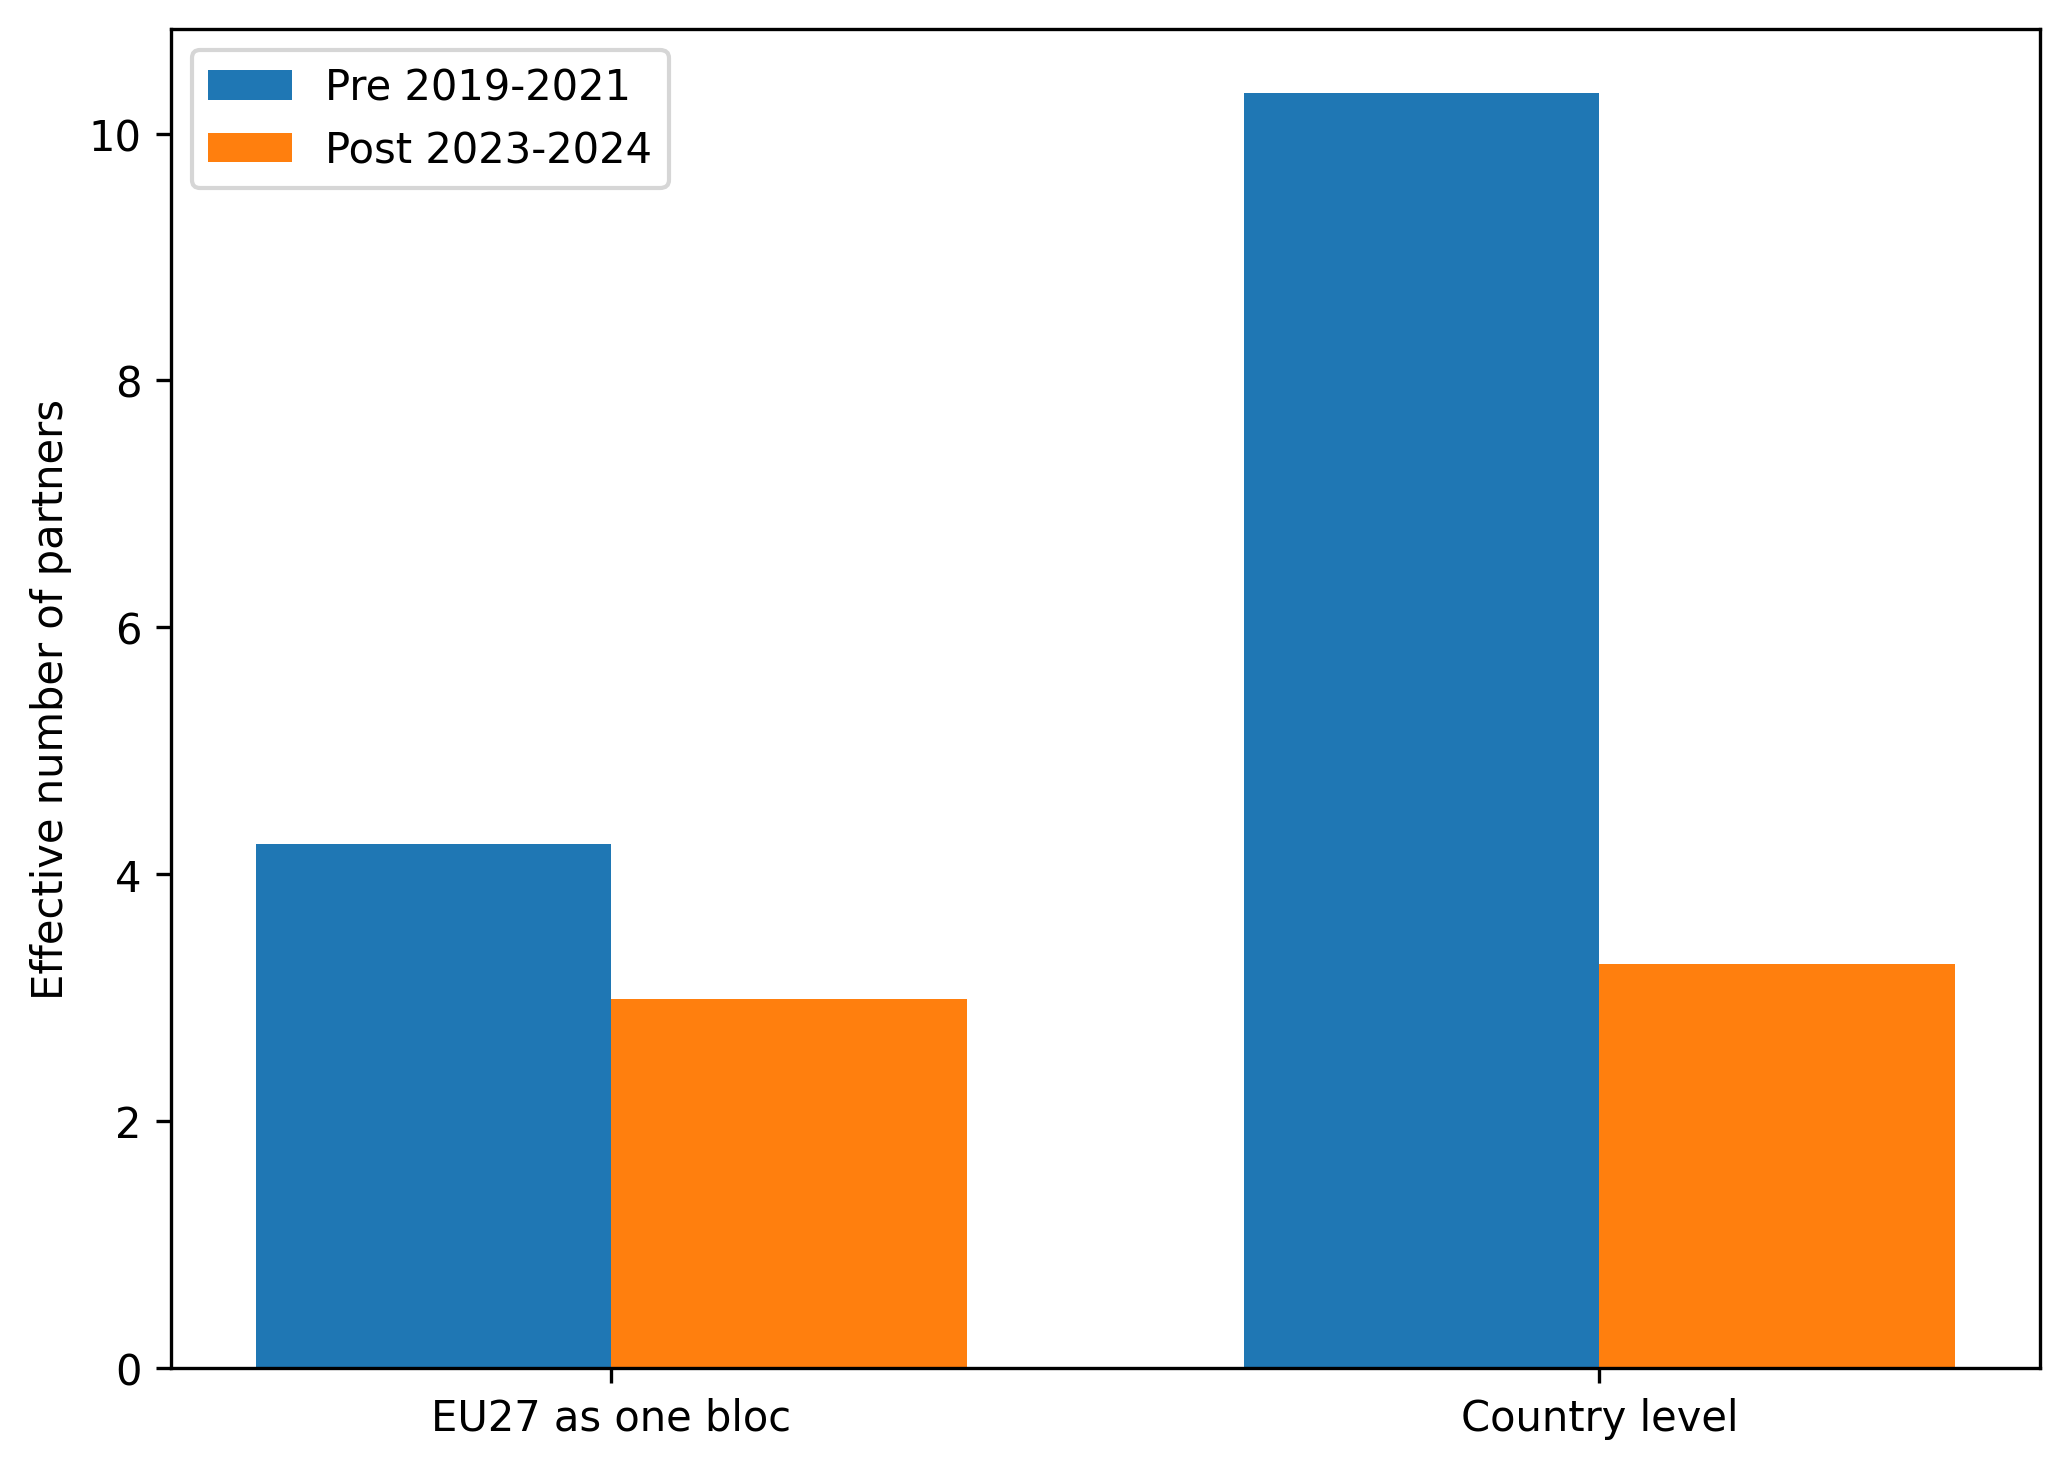 Pre 2019-2021
Post 2023-2024
Effective number of partners
10
8
6
4
2
0
EU27 as one bloc
Country level